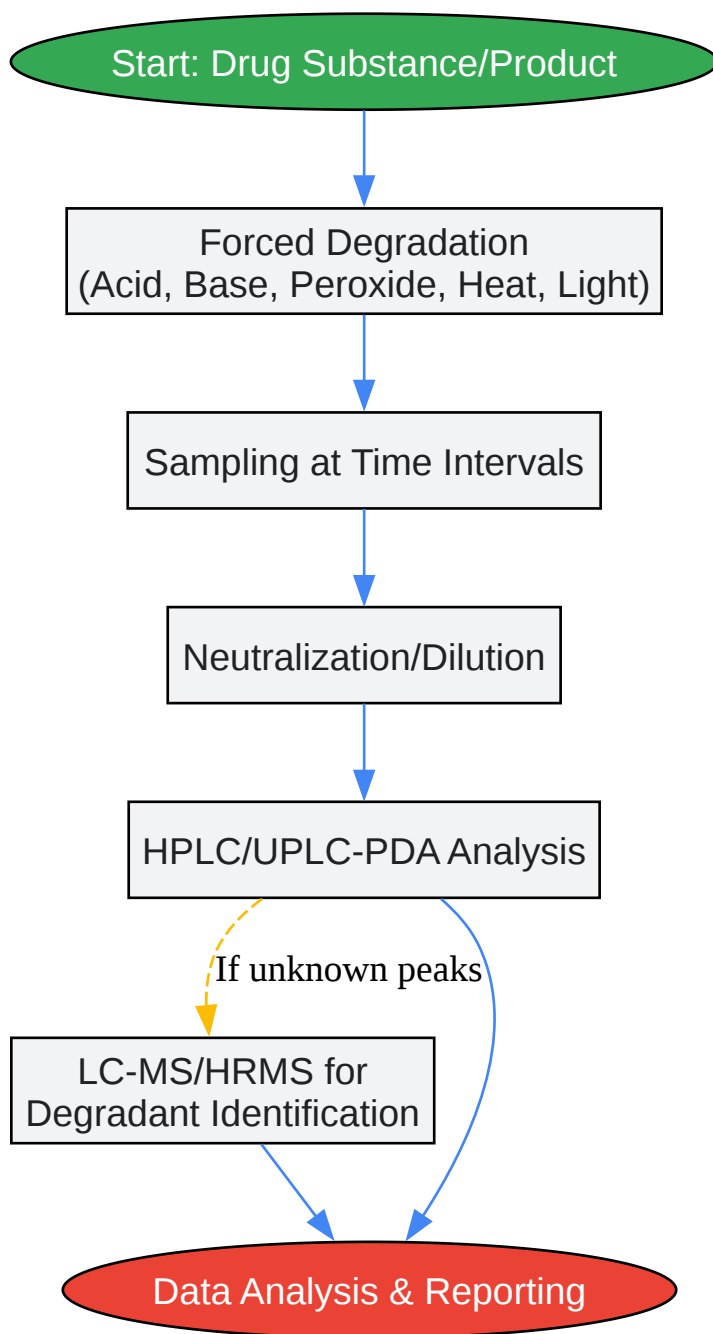 Start: Drug Substance/Product
Forced Degradation
(Acid, Base, Peroxide, Heat, Light)
Sampling at Time Intervals
Neutralization/Dilution
HPLC/UPLC-PDA Analysis
If unknown peaks
LC-MS/HRMS for
Degradant Identification
Data Analysis & Reporting